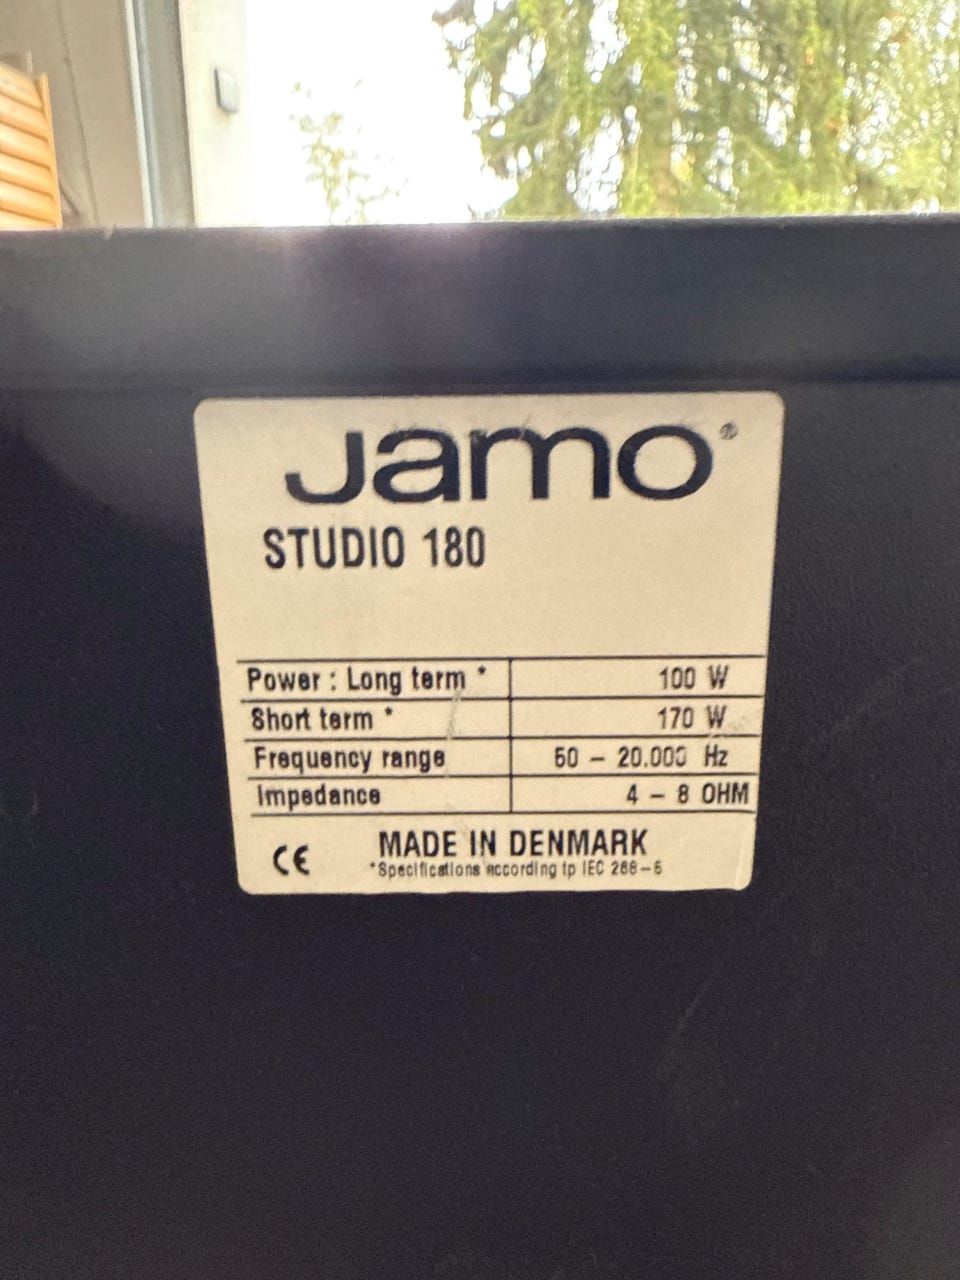 Jamo®
STUDIO 180
Power : Long term * 100 W
Short term * 170 W
Frequency range 50 – 20.000 Hz
Impedance 4 – 8 OHM
CE MADE IN DENMARK
*Specifications according tp IEC 268–5